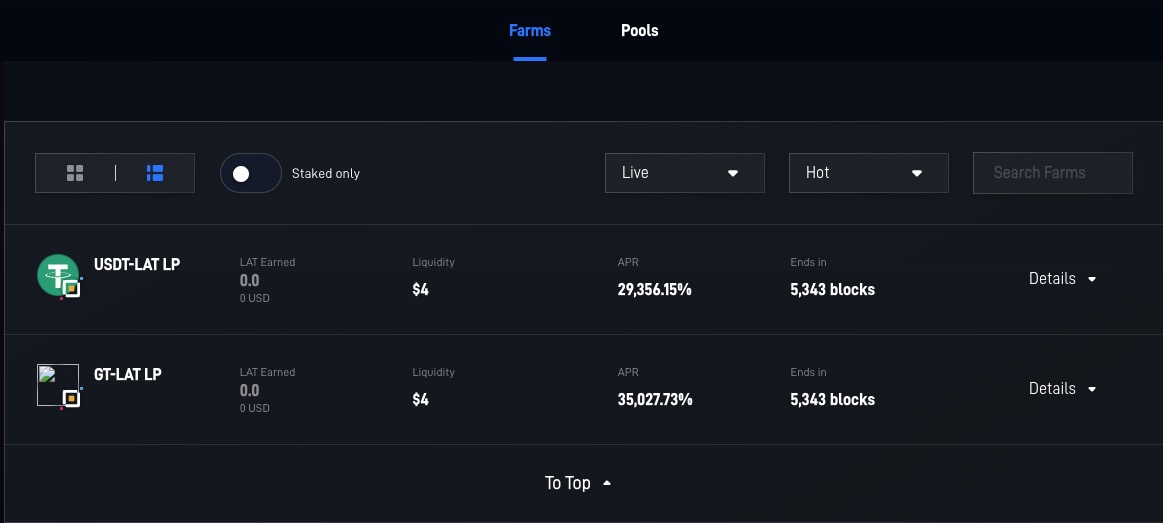 Farms Pools
Staked only Live Hot Search Farms
USDT-LAT LP LAT Earned Liquidity APR Ends in
0.0 $4 29,356.15% 5,343 blocks Details
0 USD
GT-LAT LP LAT Earned Liquidity APR Ends in
0.0 $4 35,027.73% 5,343 blocks Details
0 USD
To Top